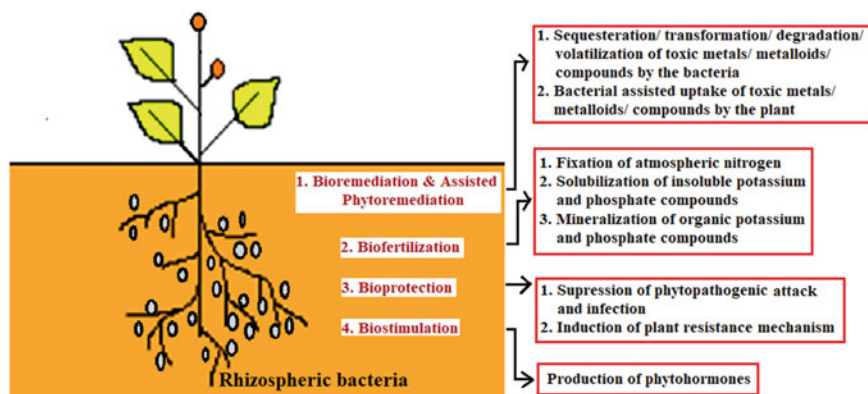 1. Bioremediation & Assisted
Phytoremediation
2. Biofertilization
3. Bioprotection
4. Biostimulation
Rhizospheric bacteria
1. Sequesteration/ transformation/ degradation/
volatilization of toxic metals/ metalloids/
compounds by the bacteria
2. Bacterial assisted uptake of toxic metals/
metalloids/ compounds by the plant
1. Fixation of atmospheric nitrogen
2. Solubilization of insoluble potassium
and phosphate compounds
3. Mineralization of organic potassium
and phosphate compounds
1. Supression of phytopathogenic attack
and infection
2. Induction of plant resistance mechanism
Production of phytohormones